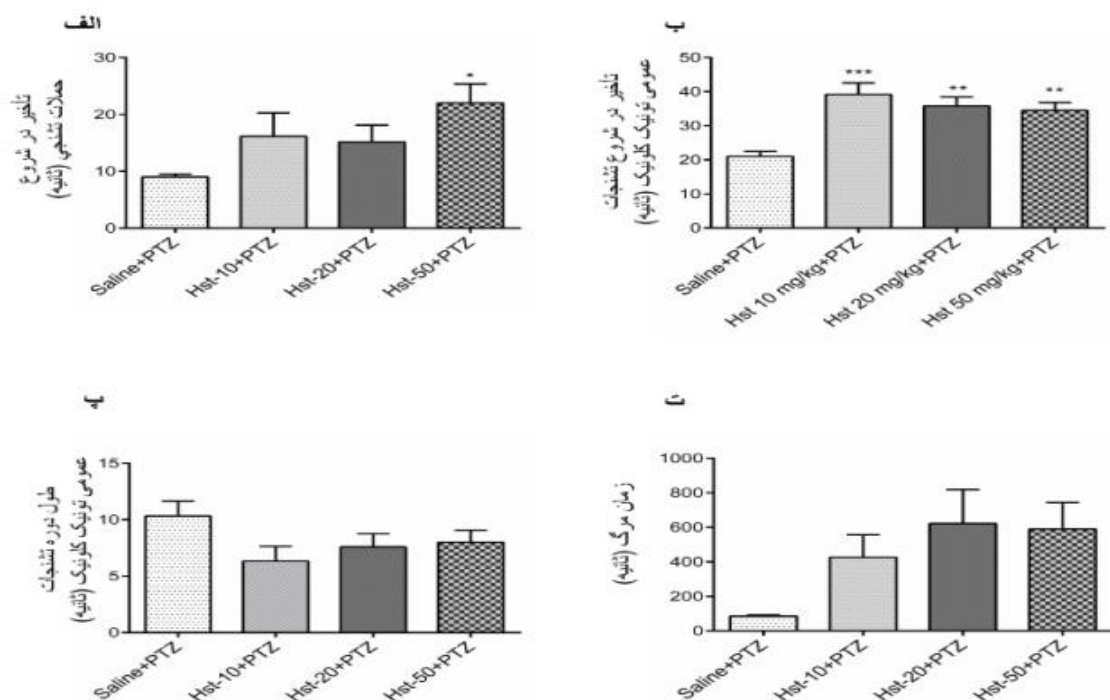 الف
تأخیر در شروع
حملات تشنجی (ثانیه)
30
20
10
0
*
Saline+PTZ
Hst-10+PTZ
Hst-20+PTZ
Hst-50+PTZ
ب
تأخیر در شروع تشنجات
عمومی تونیک کلونیک (ثانیه)
50
40
30
20
10
0
***
**
**
Saline+PTZ
Hst 10 mg/kg+PTZ
Hst 20 mg/kg+PTZ
Hst 50 mg/kg+PTZ
طول دوره تشنجات
عمومی تونیک کلونیک (ثانیه)
15
10
5
0
Saline+PTZ
Hst-10+PTZ
Hst-20+PTZ
Hst-50+PTZ
زمان مرگ (ثانیه)
1000
800
600
400
200
0
Saline+PTZ
Hst-10+PTZ
Hst-20+PTZ
Hst-50+PTZ